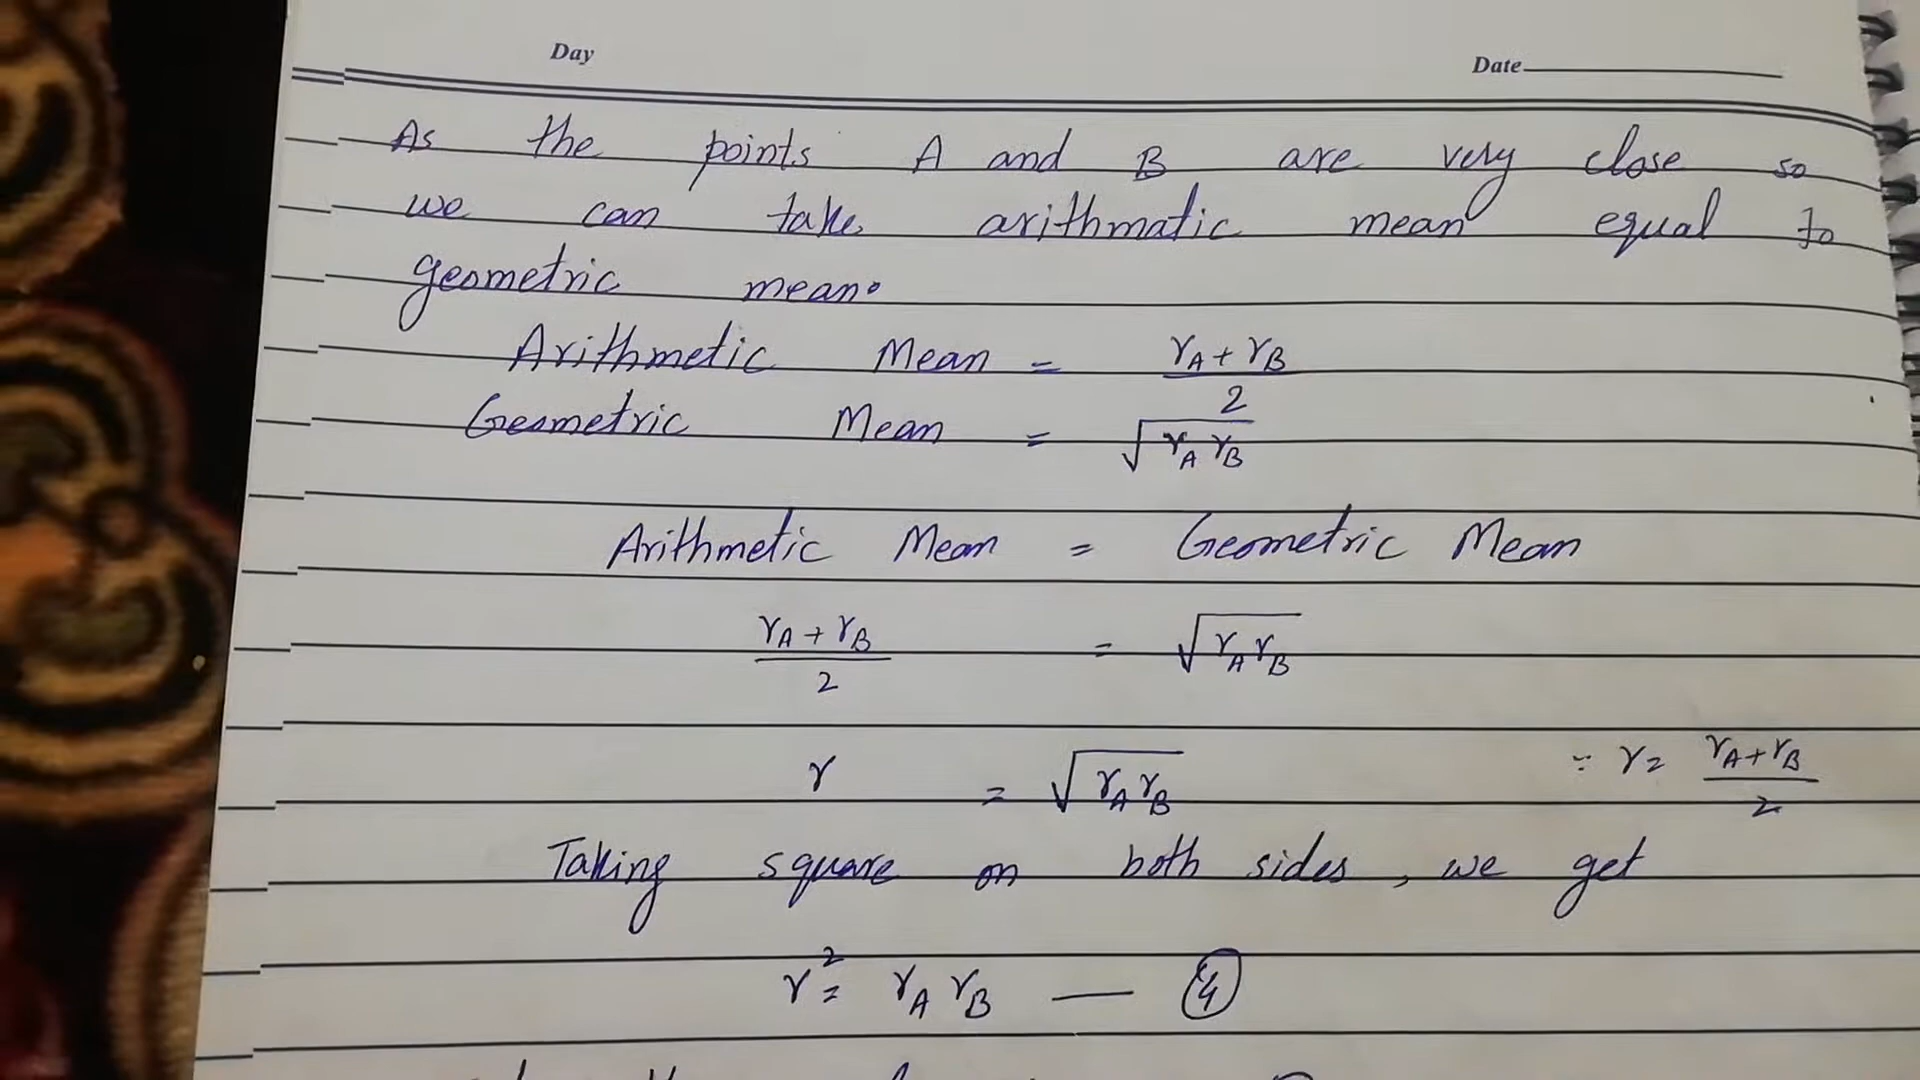 Day
Date
As the points A and B are very close so
we can take arithmatic mean equal to
geometric mean.
Arithmetic Mean = rA + rB / 2
Geometric Mean = √rA rB
Arithmetic Mean = Geometric Mean
rA + rB / 2 = √rA rB
r = √rA rB ∵ r = rA + rB / 2
Taking square on both sides, we get
r² = rA rB — ④